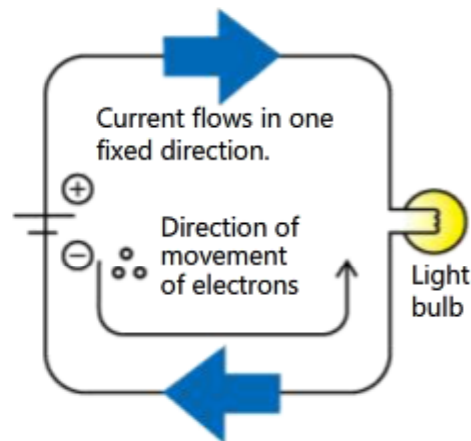 Current flows in one
fixed direction.
+
−
Direction of
movement
of electrons
Light
bulb